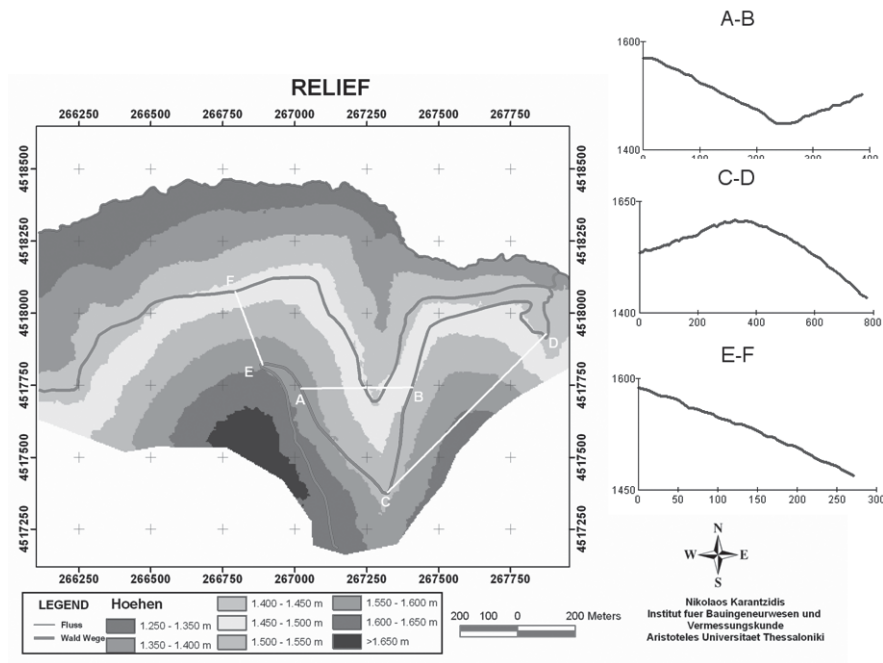 RELIEF
266250 266500 266750 267000 267250 267500 267750
4518500 4518500
4518250 4518250
4518000 4518000
4517750 4517750
4517500 4517500
4517250 4517250
F
E
A
B
C
D
266250 266500 266750 267000 267250 267500 267750
A-B
1600
1400
0 100 200 300 400
C-D
1650
1400
0 200 400 600 800
E-F
1600
1450
0 50 100 150 200 250 300
LEGEND
Fluss
Wald Wege
Hoehen
1.250 - 1.350 m
1.350 - 1.400 m
1.400 - 1.450 m
1.450 - 1.500 m
1.500 - 1.550 m
1.550 - 1.600 m
1.600 - 1.650 m
>1.650 m
200 100 0 200 Meters
N
W E
S
Nikolaos Karantzidis
Institut fuer Bauingeneurwesen und
Vermessungskunde
Aristoteles Universitaet Thessaloniki